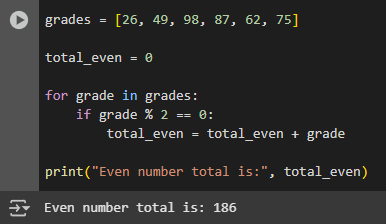 grades = [26, 49, 98, 87, 62, 75]
total_even = 0
for grade in grades:
    if grade % 2 == 0:
        total_even = total_even + grade
print("Even number total is:", total_even)
Even number total is: 186